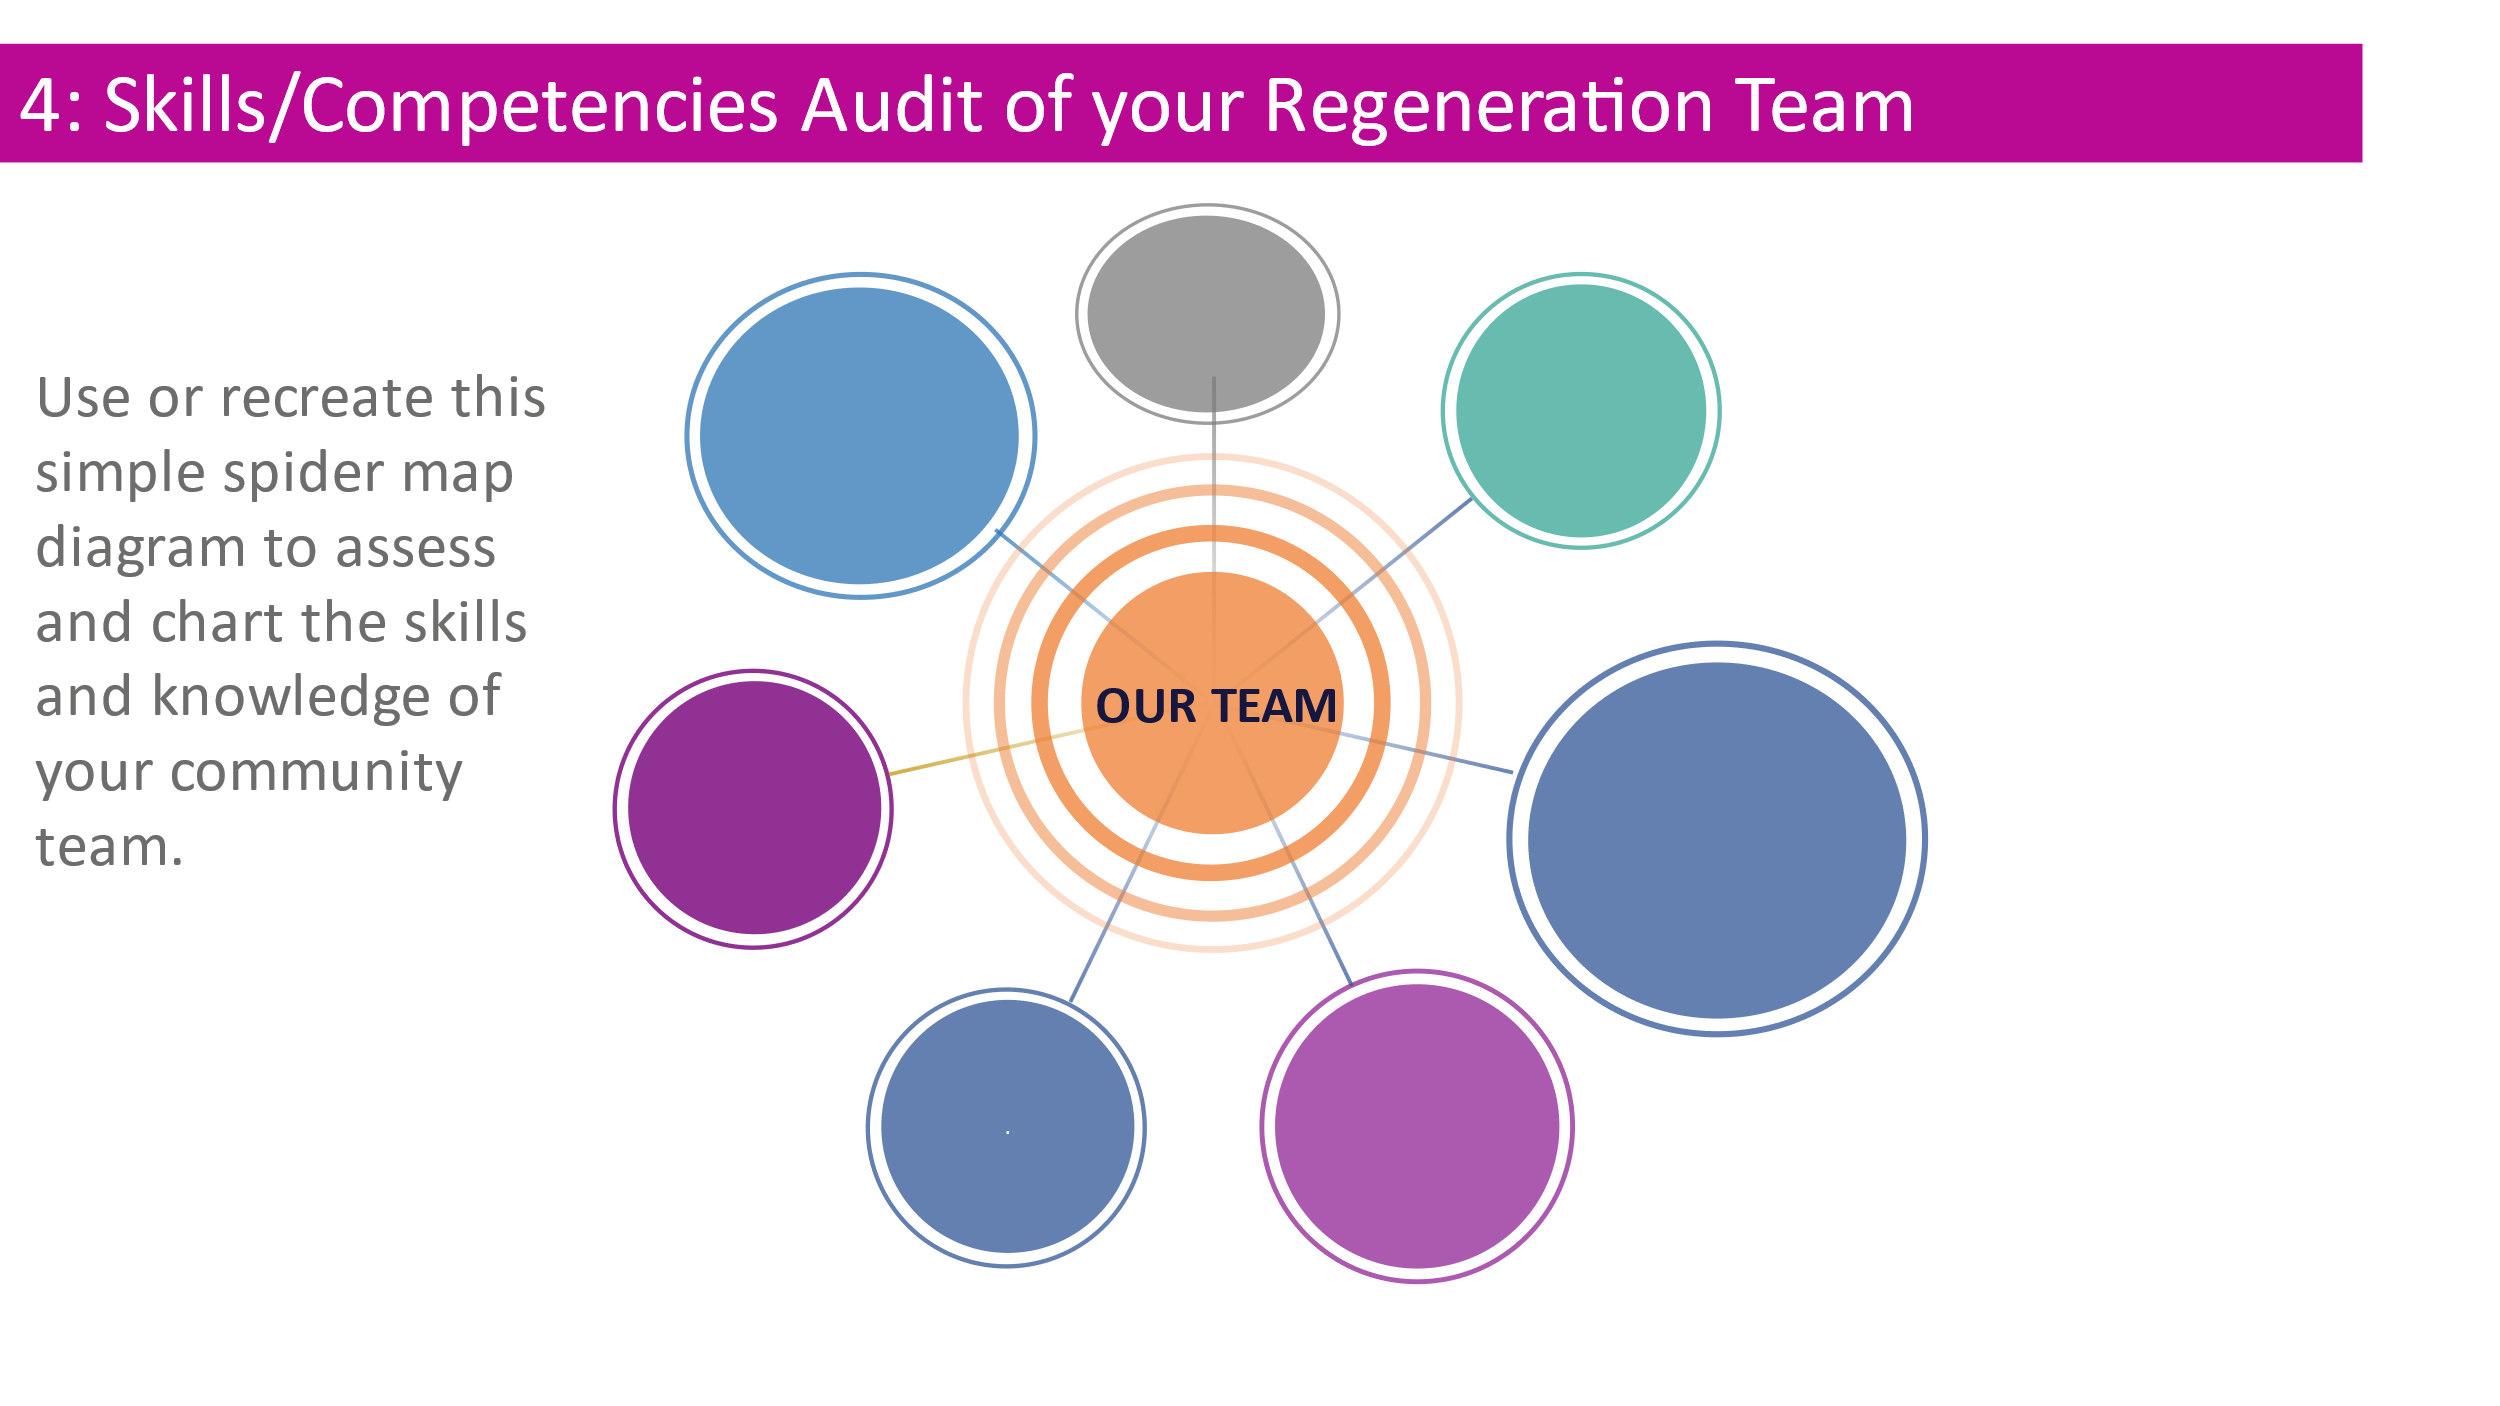 4: Skills/Competencies Audit of your Regeneration Team
Use or recreate this
simple spider map
diagram to assess
and chart the skills
and knowledge of
your community
team.
OUR TEAM
.